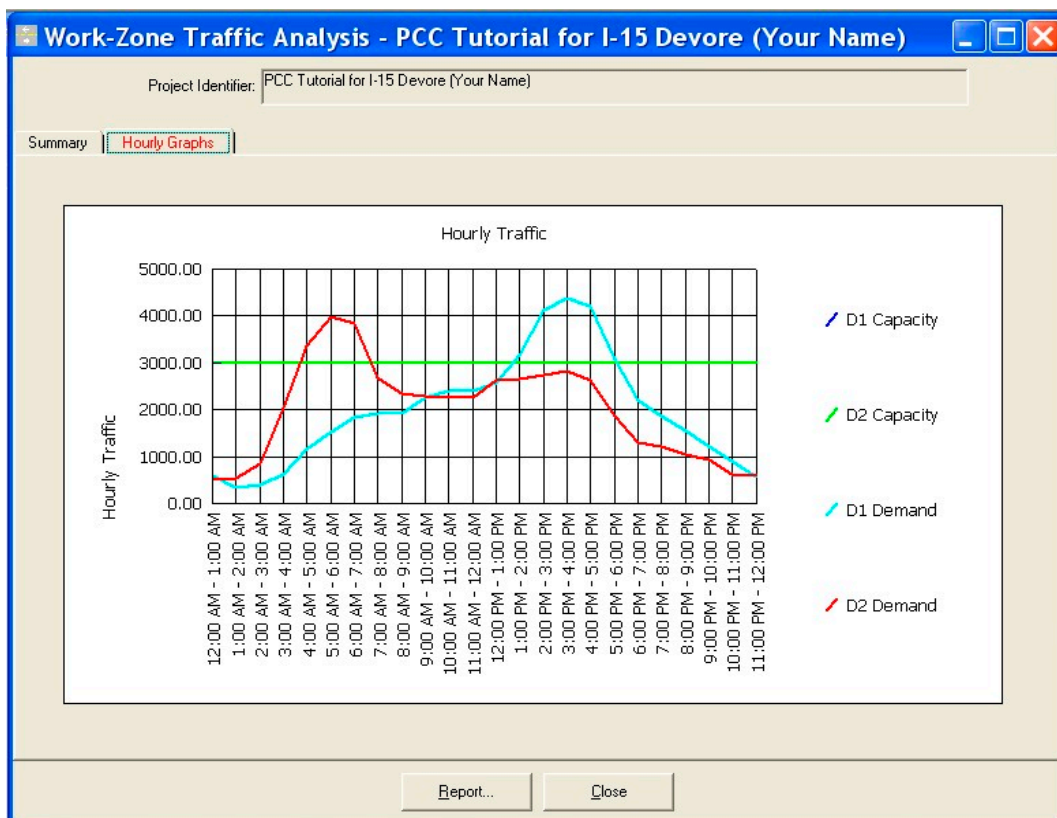 Work-Zone Traffic Analysis - PCC Tutorial for I-15 Devore (Your Name)
Project Identifier: PCC Tutorial for I-15 Devore (Your Name)
Summary
Hourly Graphs
Hourly Traffic
5000.00
4000.00
3000.00
2000.00
1000.00
0.00
Hourly Traffic
12:00 AM - 1:00 AM
1:00 AM - 2:00 AM
2:00 AM - 3:00 AM
3:00 AM - 4:00 AM
4:00 AM - 5:00 AM
5:00 AM - 6:00 AM
6:00 AM - 7:00 AM
7:00 AM - 8:00 AM
8:00 AM - 9:00 AM
9:00 AM - 10:00 AM
10:00 AM - 11:00 AM
11:00 AM - 12:00 AM
12:00 PM - 1:00 PM
1:00 PM - 2:00 PM
2:00 PM - 3:00 PM
3:00 PM - 4:00 PM
4:00 PM - 5:00 PM
5:00 PM - 6:00 PM
6:00 PM - 7:00 PM
7:00 PM - 8:00 PM
8:00 PM - 9:00 PM
9:00 PM - 10:00 PM
10:00 PM - 11:00 PM
11:00 PM - 12:00 PM
D1 Capacity
D2 Capacity
D1 Demand
D2 Demand
Report...
Close